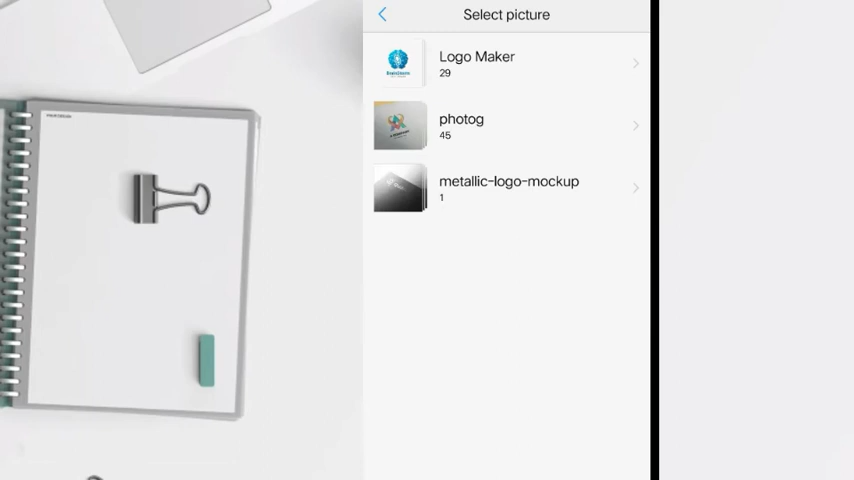 Select picture
Logo Maker
29
photog
45
metallic-logo-mockup
1